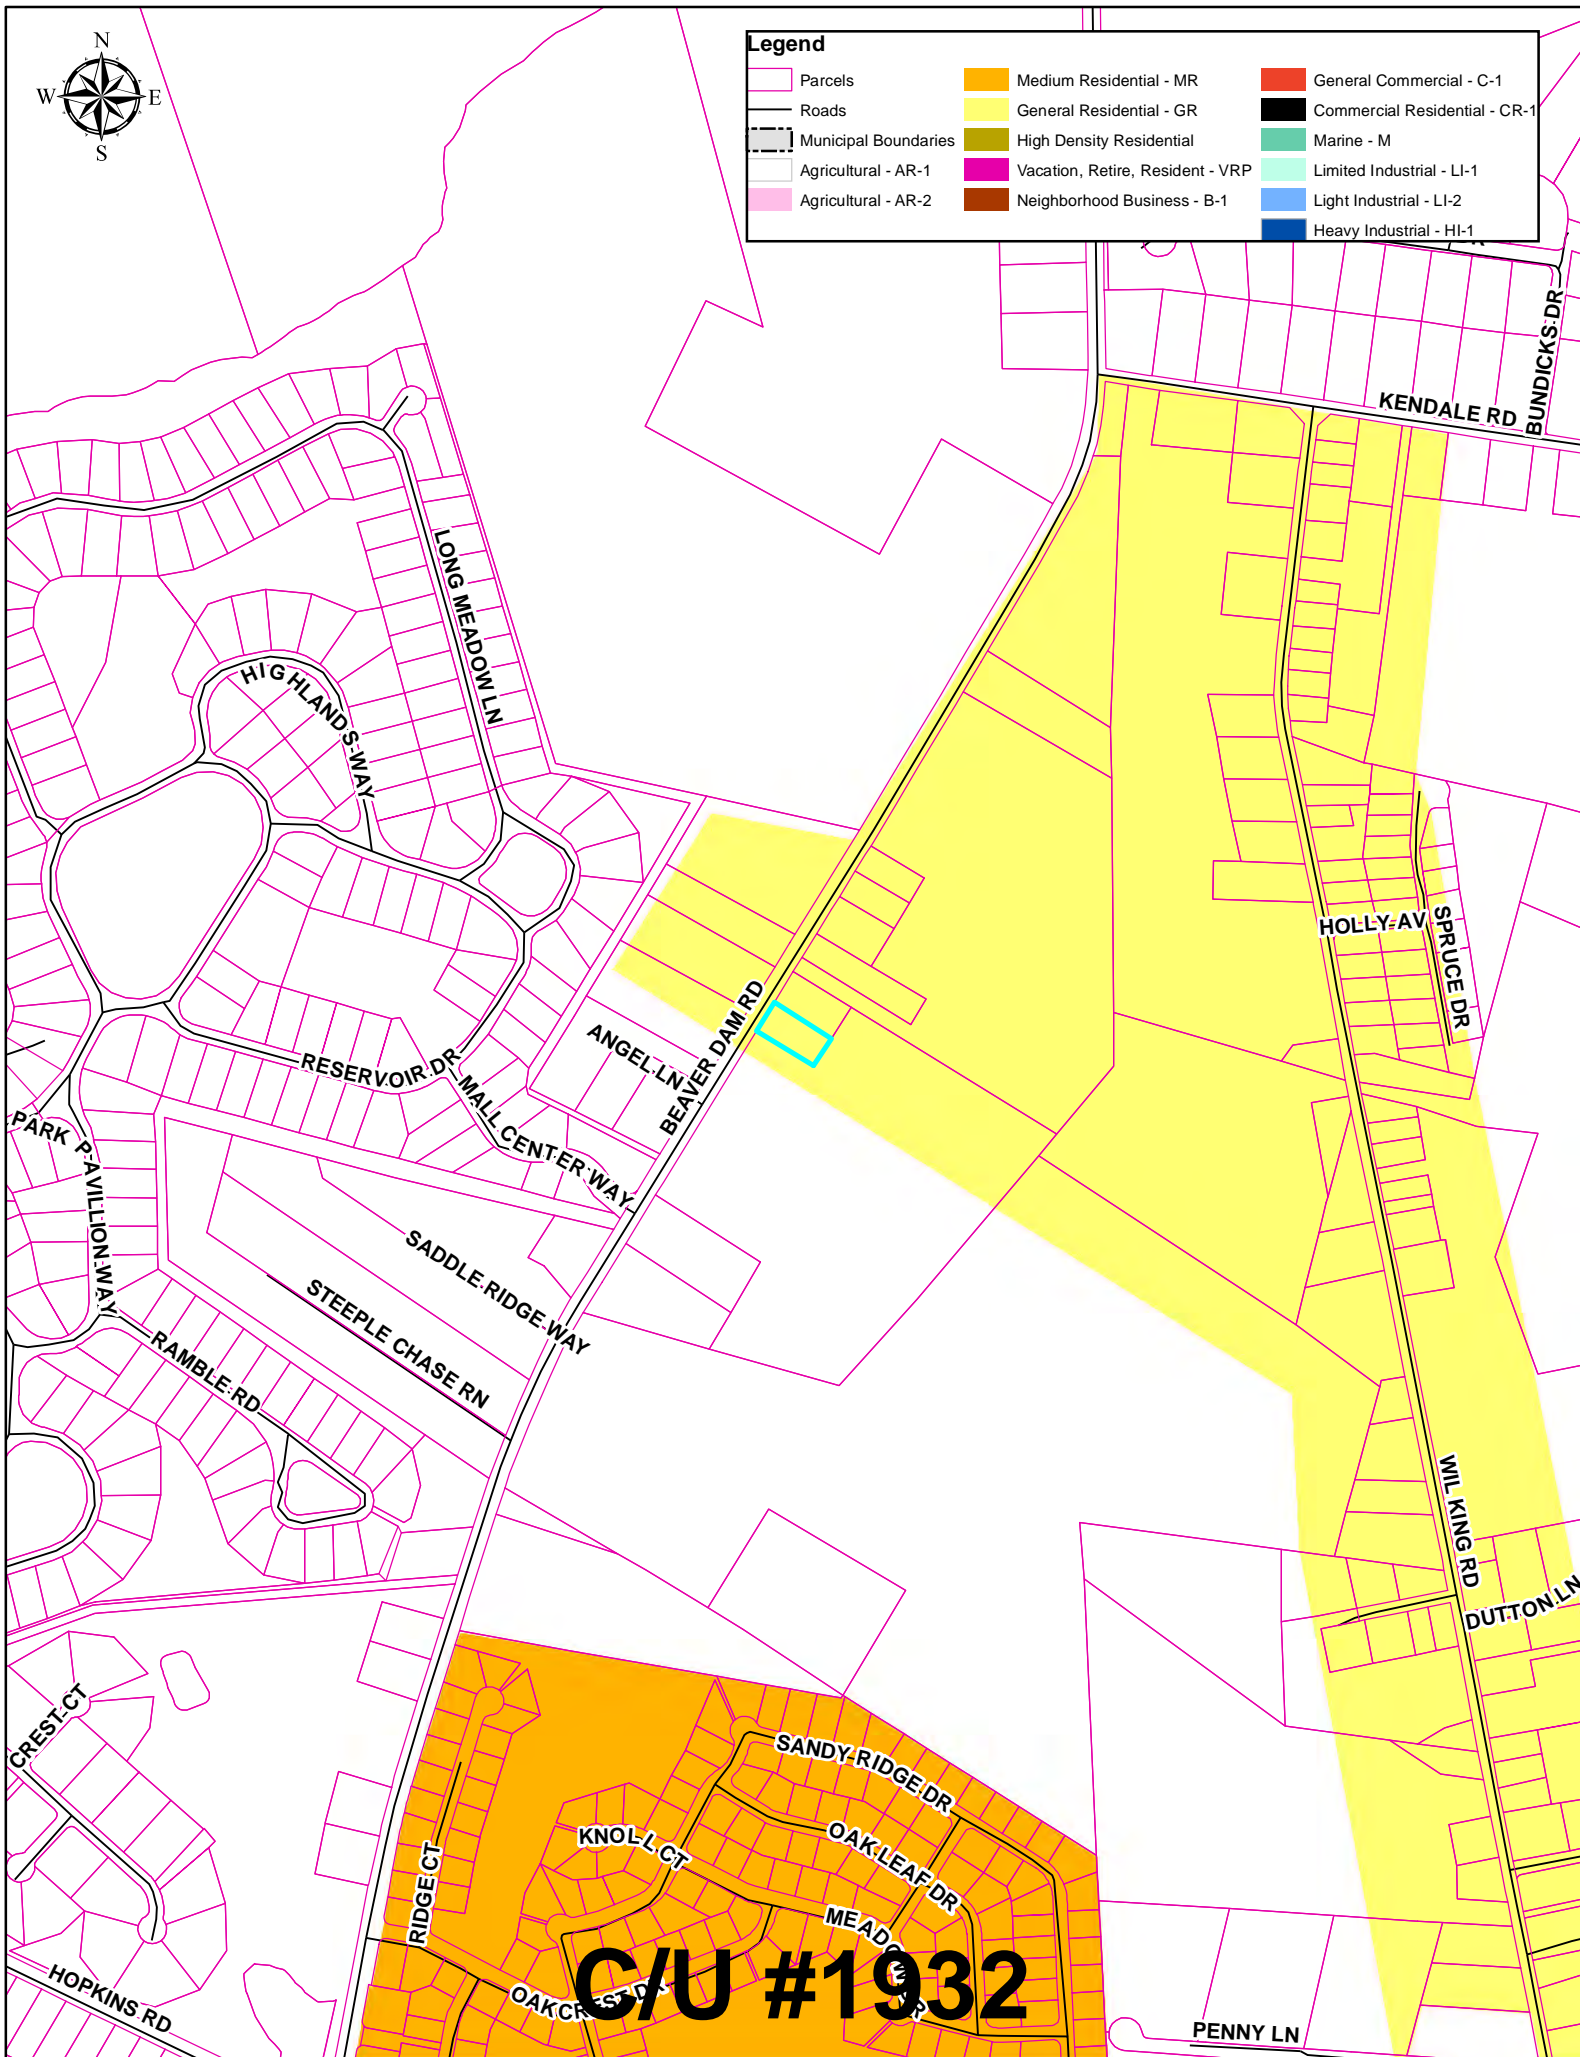 N
W E
S
Legend
Parcels
Roads
Municipal Boundaries
Agricultural - AR-1
Agricultural - AR-2
Medium Residential - MR
General Residential - GR
High Density Residential
Vacation, Retire, Resident - VRP
Neighborhood Business - B-1
General Commercial - C-1
Commercial Residential - CR-1
Marine - M
Limited Industrial - LI-1
Light Industrial - LI-2
Heavy Industrial - HI-1
BUNDICKS DR
KENDALE RD
LONG MEADOW LN
HIGHLANDS WAY
HOLLY AV
SPRUCE DR
BEAVER DAM RD
ANGEL LN
RESERVOIR DR
MALL CENTER WAY
PARK PAVILLION WAY
SADDLE RIDGE WAY
STEEPLE CHASE RN
RAMBLE RD
WIL KING RD
DUTTON LN
CREST CT
SANDY RIDGE DR
KNOLL CT
OAK LEAF DR
RIDGE CT
MEADOW DR
OAKCREST DR
HOPKINS RD
PENNY LN
C/U #1932